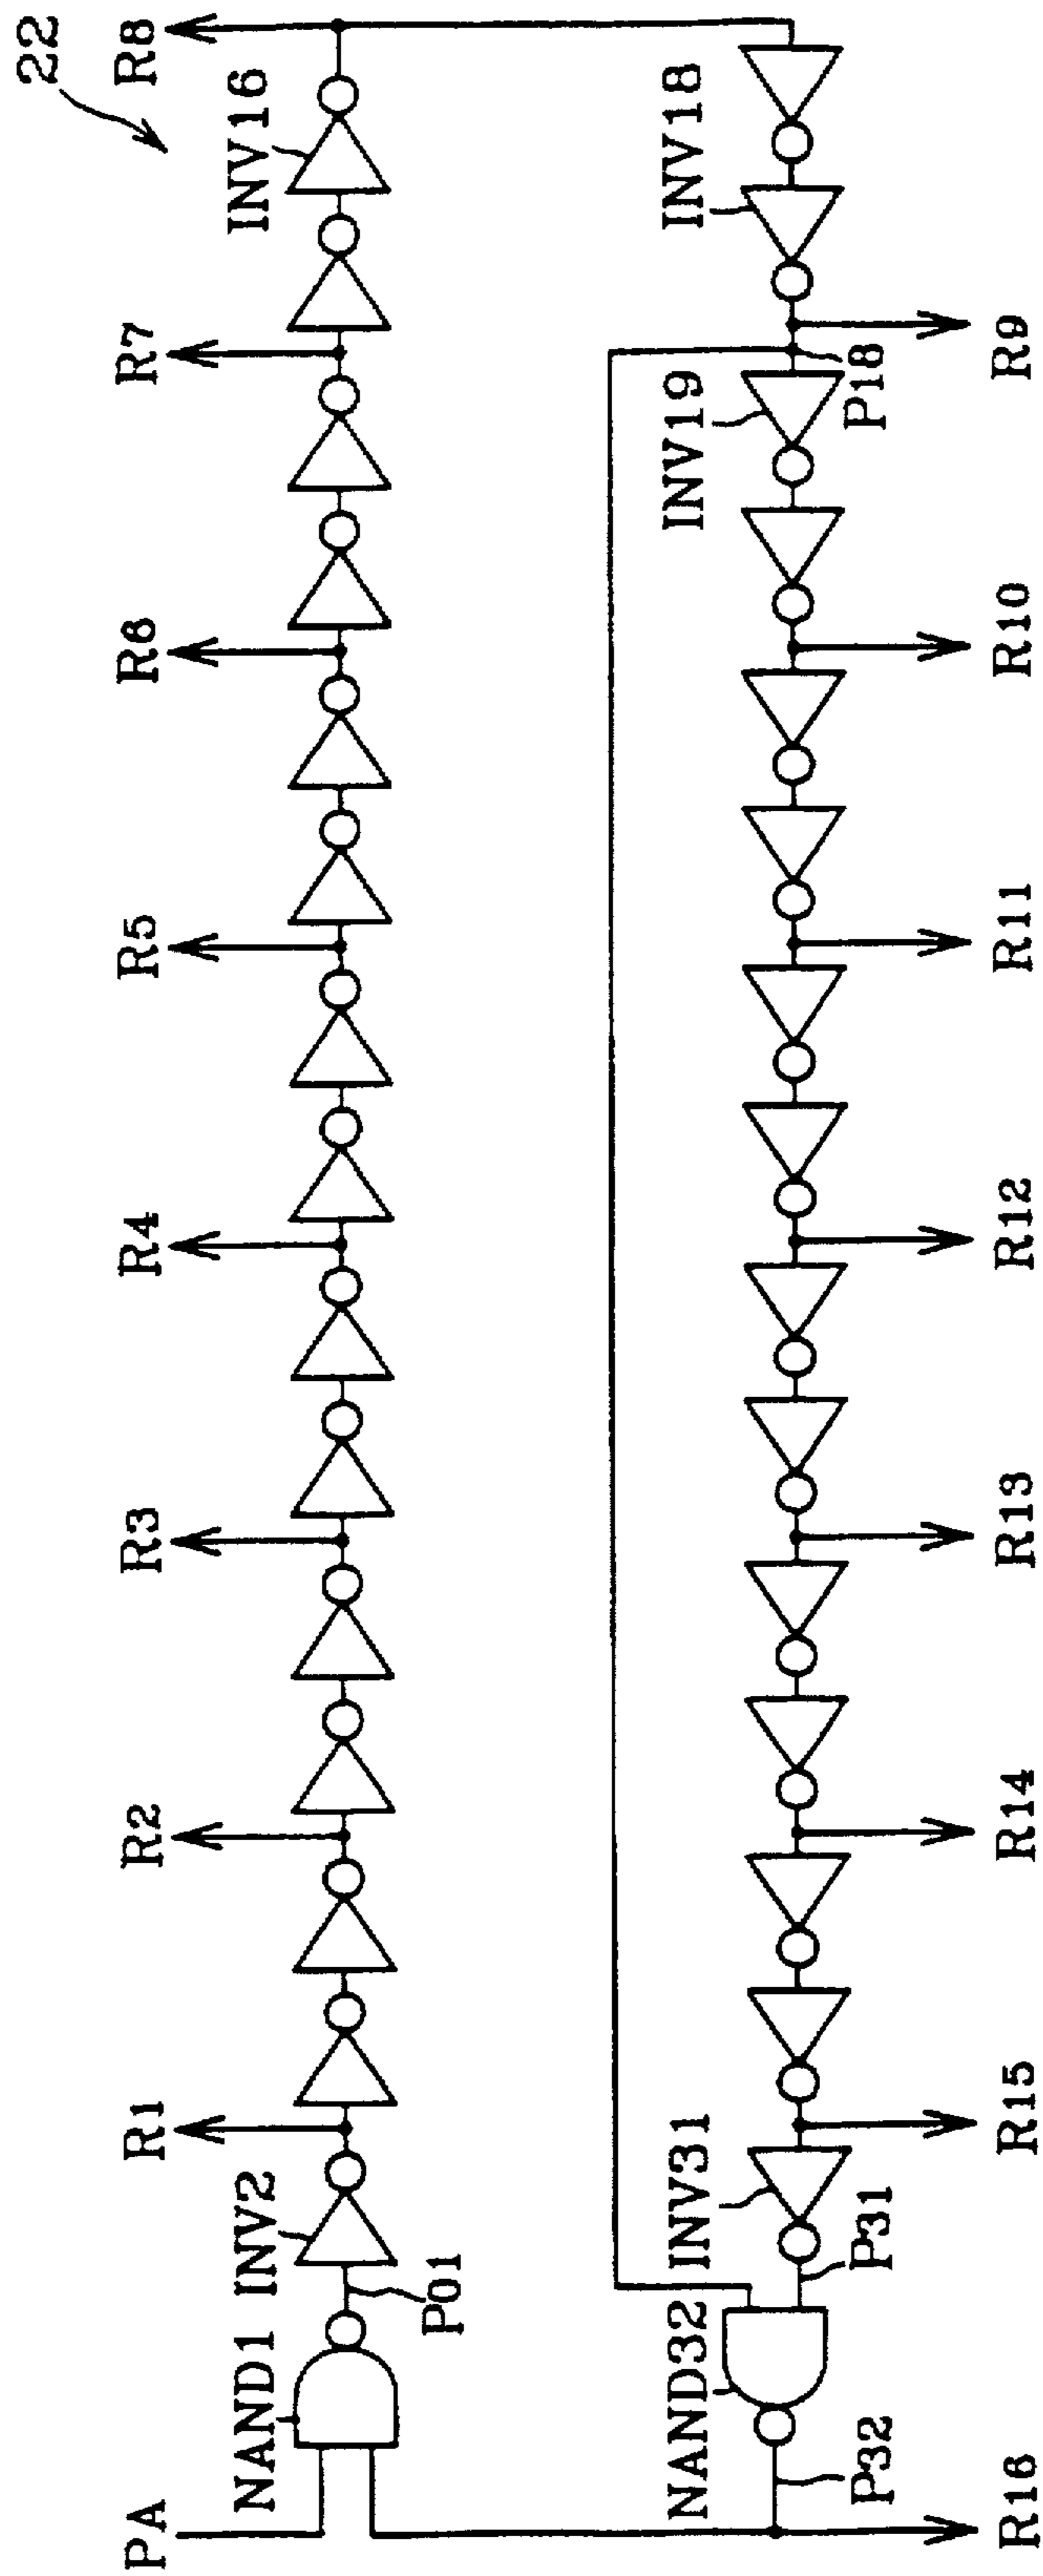 22
R1
R2
R3
R4
R5
R6
R7
R8
PA
NAND1
INV2
P01
INV16
INV18
P18
INV19
INV31
P31
NAND32
P32
R16
R15
R14
R13
R12
R11
R10
R9